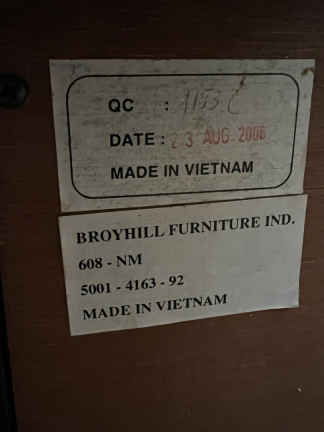 QC :
DATE : 23 AUG 2006
MADE IN VIETNAM
BROYHILL FURNITURE IND.
608 - NM
5001 - 4163 - 92
MADE IN VIETNAM